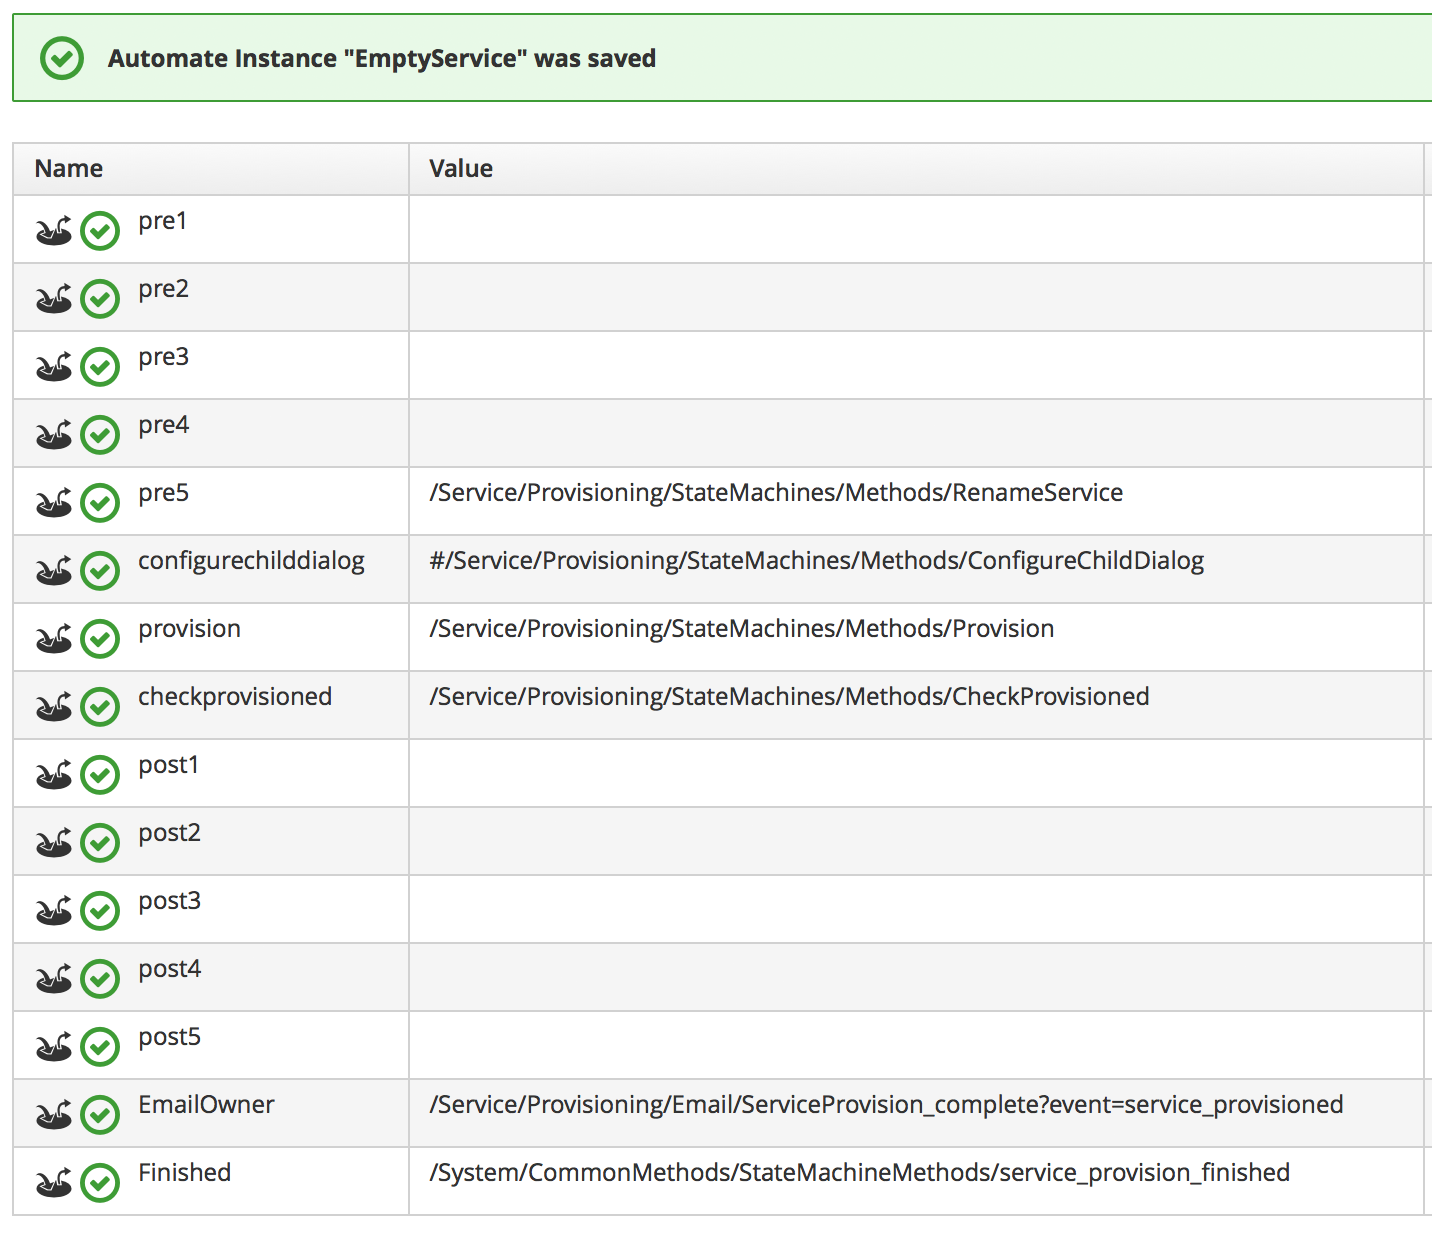 Automate Instance "EmptyService" was saved
Name Value
pre1
pre2
pre3
pre4
pre5 /Service/Provisioning/StateMachines/Methods/RenameService
configurechilddialog #/Service/Provisioning/StateMachines/Methods/ConfigureChildDialog
provision /Service/Provisioning/StateMachines/Methods/Provision
checkprovisioned /Service/Provisioning/StateMachines/Methods/CheckProvisioned
post1
post2
post3
post4
post5
EmailOwner /Service/Provisioning/Email/ServiceProvision_complete?event=service_provisioned
Finished /System/CommonMethods/StateMachineMethods/service_provision_finished